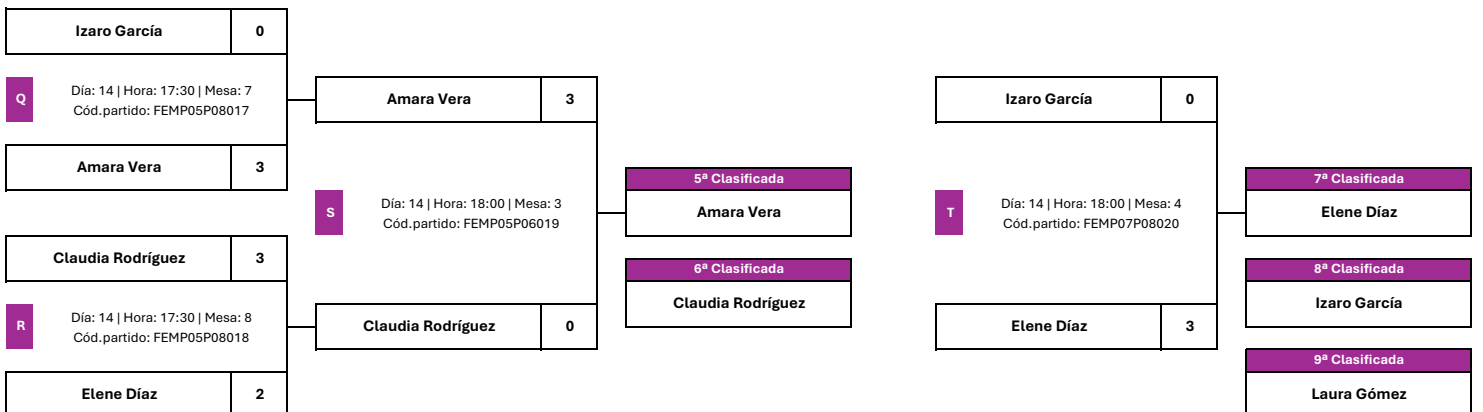 Izaro García 0
Q
Día: 14 | Hora: 17:30 | Mesa: 7
Cód.partido: FEMP05P08017
Amara Vera 3
Claudia Rodríguez 3
R
Día: 14 | Hora: 17:30 | Mesa: 8
Cód.partido: FEMP05P08018
Elene Díaz 2
Amara Vera 3
S
Día: 14 | Hora: 18:00 | Mesa: 3
Cód.partido: FEMP05P06019
Claudia Rodríguez 0
5ª Clasificada
Amara Vera
6ª Clasificada
Claudia Rodríguez
Izaro García 0
T
Día: 14 | Hora: 18:00 | Mesa: 4
Cód.partido: FEMP07P08020
Elene Díaz 3
7ª Clasificada
Elene Díaz
8ª Clasificada
Izaro García
9ª Clasificada
Laura Gómez